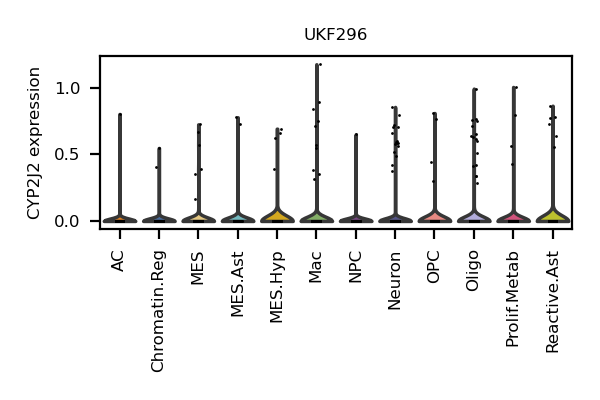 UKF296
CYP2J2 expression
1.0
0.5
0.0
AC
Chromatin.Reg
MES
MES.Ast
MES.Hyp
Mac
NPC
Neuron
OPC
Oligo
Prolif.Metab
Reactive.Ast